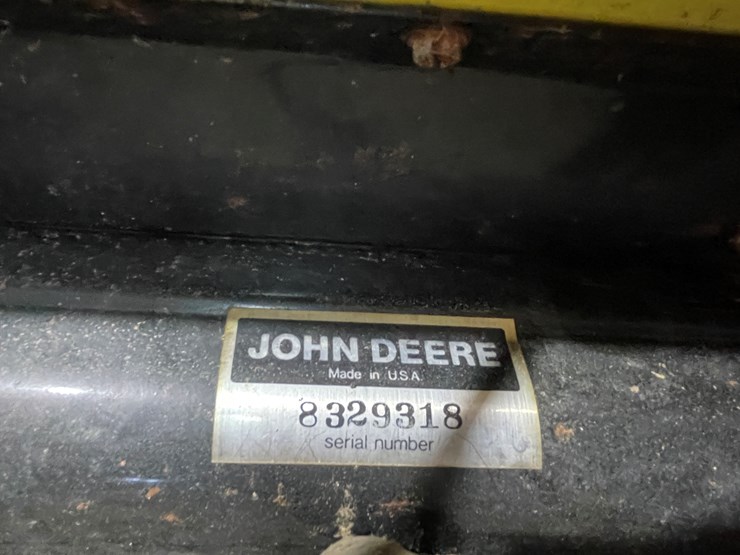 JOHN DEERE
Made in U.S.A.
8329318
serial number